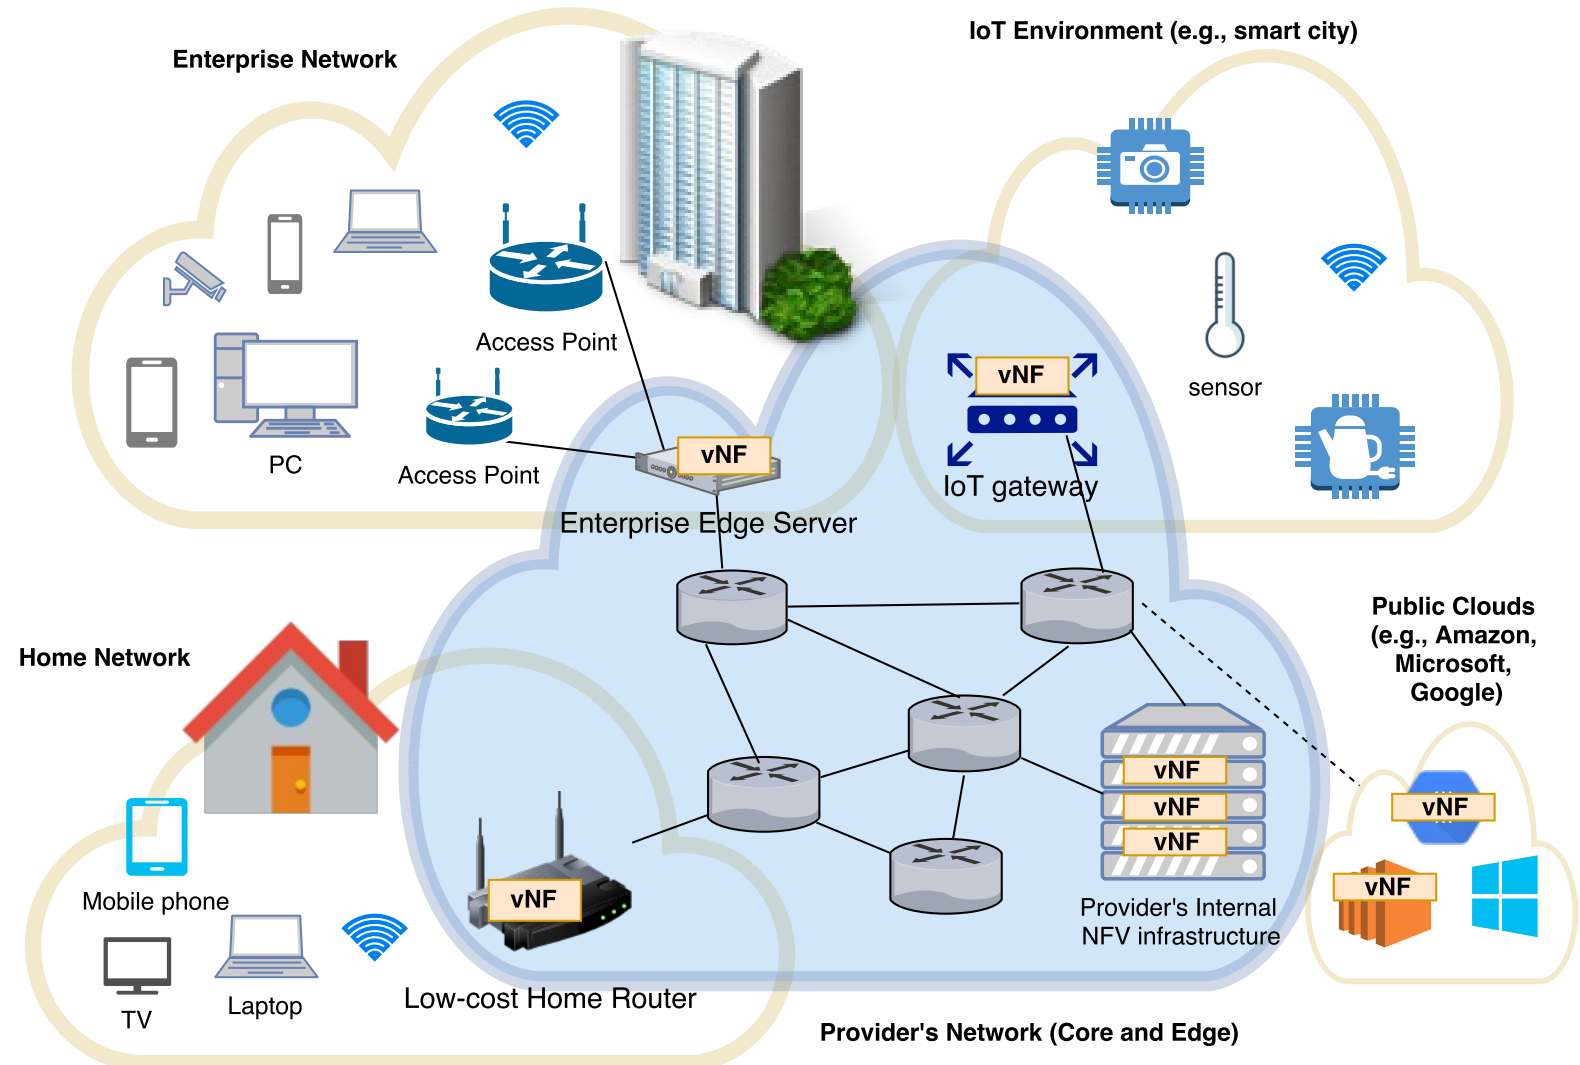 IoT Environment (e.g., smart city)
Enterprise Network
Access Point
vNF
sensor
vNF
PC
Access Point
IoT gateway
Enterprise Edge Server
Public Clouds
(e.g., Amazon,
Microsoft,
Google)
Home Network
vNF
vNF
vNF
vNF
vNF
vNF
Mobile phone
Provider's Internal
NFV infrastructure
Low-cost Home Router
Laptop
TV
Provider's Network (Core and Edge)